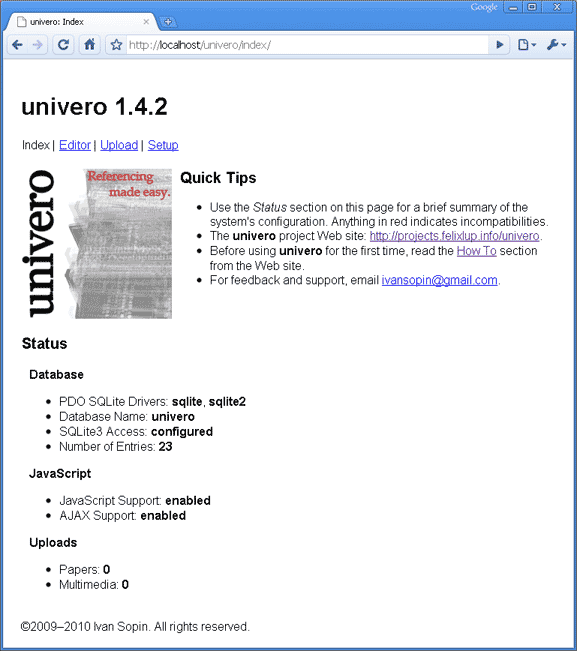 Google
univero: Index
http://localhost/univero/index/
univero 1.4.2
Index | Editor | Upload | Setup
univero
Referencing
made easy.
Quick Tips
• Use the Status section on this page for a brief summary of the
system's configuration. Anything in red indicates incompatibilities.
• The univero project Web site: http://projects.felixlup.info/univero.
• Before using univero for the first time, read the How To section
from the Web site.
• For feedback and support, email ivansopin@gmail.com.
Status
Database
• PDO SQLite Drivers: sqlite, sqlite2
• Database Name: univero
• SQLite3 Access: configured
• Number of Entries: 23
JavaScript
• JavaScript Support: enabled
• AJAX Support: enabled
Uploads
• Papers: 0
• Multimedia: 0
©2009–2010 Ivan Sopin. All rights reserved.